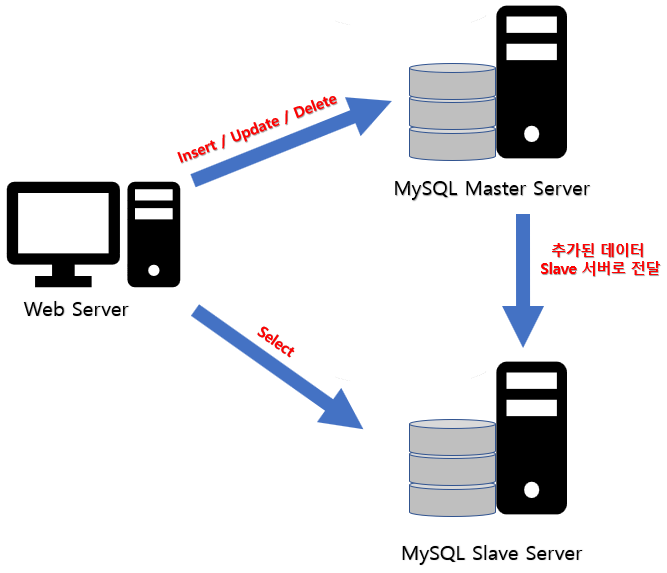 Insert / Update / Delete
MySQL Master Server
추가된 데이터
Slave 서버로 전달
Web Server
Select
MySQL Slave Server